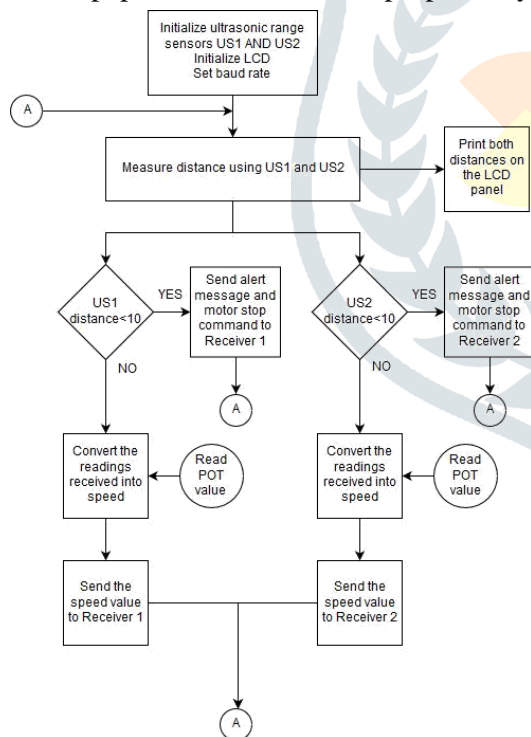 Initialize ultrasonic range
sensors US1 AND US2
Initialize LCD
Set baud rate
A
Measure distance using US1 and US2
Print both
distances on
the LCD
panel
US1
distance<10
YES
Send alert
message and
motor stop
command to
Receiver 1
US2
distance<10
YES
Send alert
message and
motor stop
command to
Receiver 2
NO
A
NO
A
Convert the
readings
received into
speed
Read
POT
value
Convert the
readings
received into
speed
Read
POT
value
Send the
speed value
to Receiver 1
Send the
speed value
to Receiver 2
A